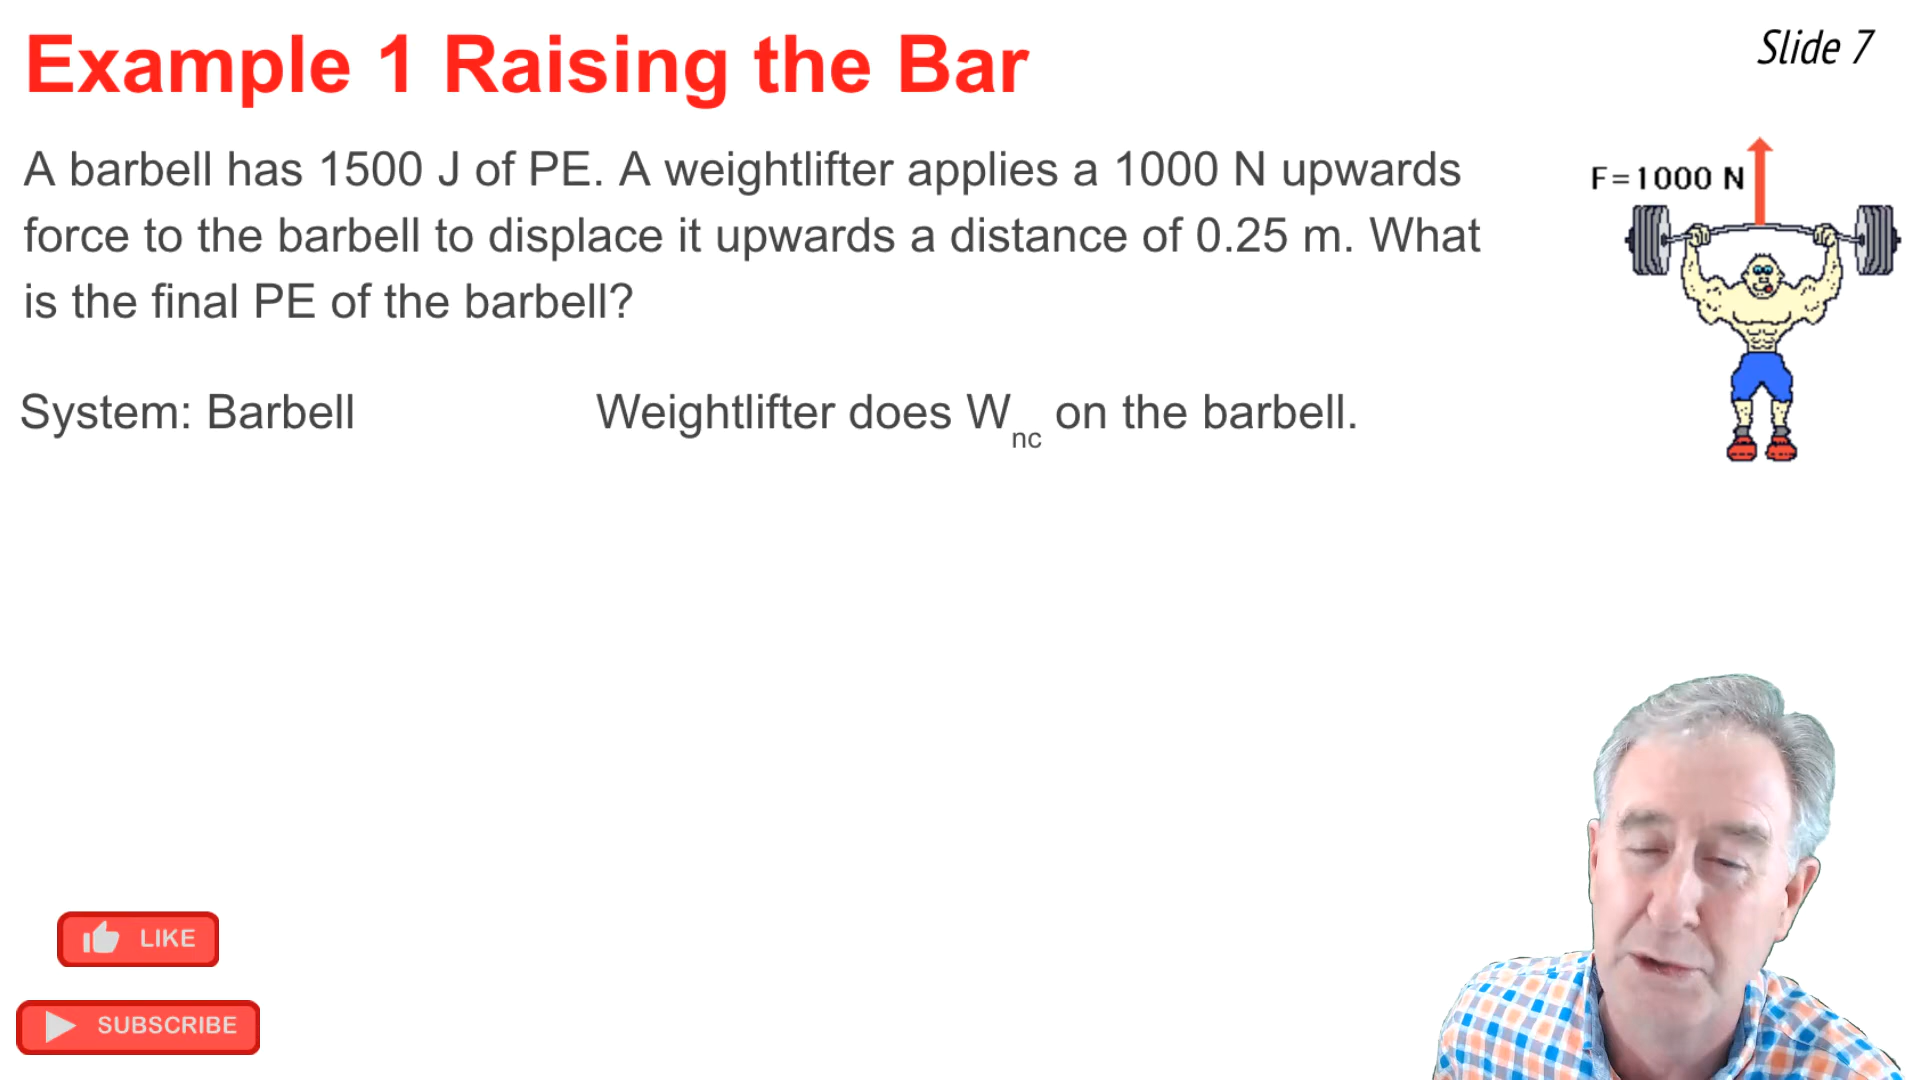 Example 1 Raising the Bar
Slide 7
A barbell has 1500 J of PE. A weightlifter applies a 1000 N upwards
force to the barbell to displace it upwards a distance of 0.25 m. What
is the final PE of the barbell?
F=1000 N
System: Barbell
Weightlifter does Wnc on the barbell.
LIKE
SUBSCRIBE